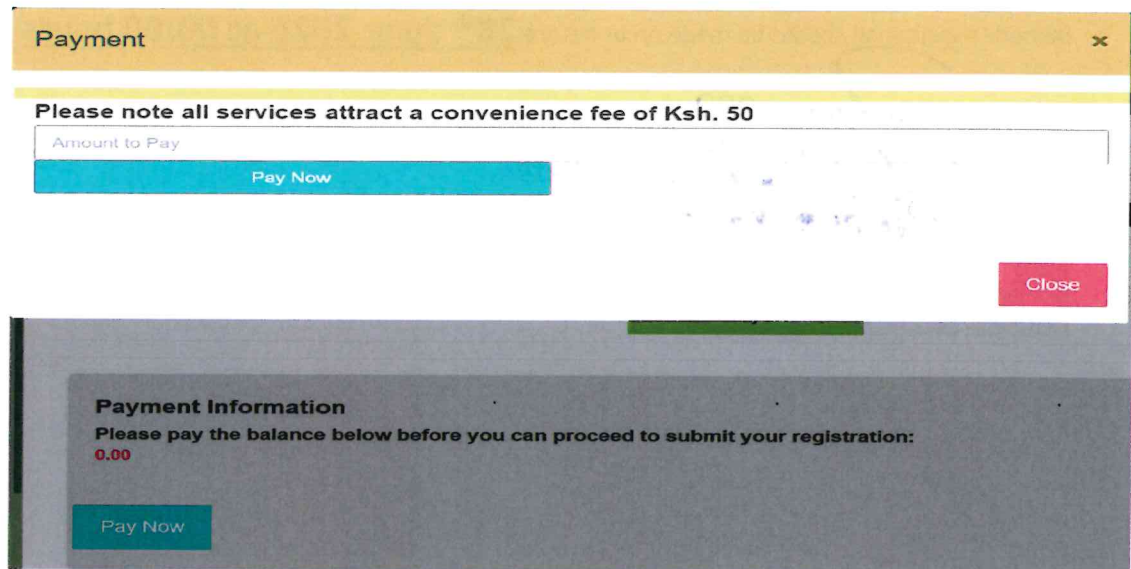 Payment
×
Please note all services attract a convenience fee of Ksh. 50
Amount to Pay
Pay Now
Close
Payment Information
Please pay the balance below before you can proceed to submit your registration:
0.00
Pay Now